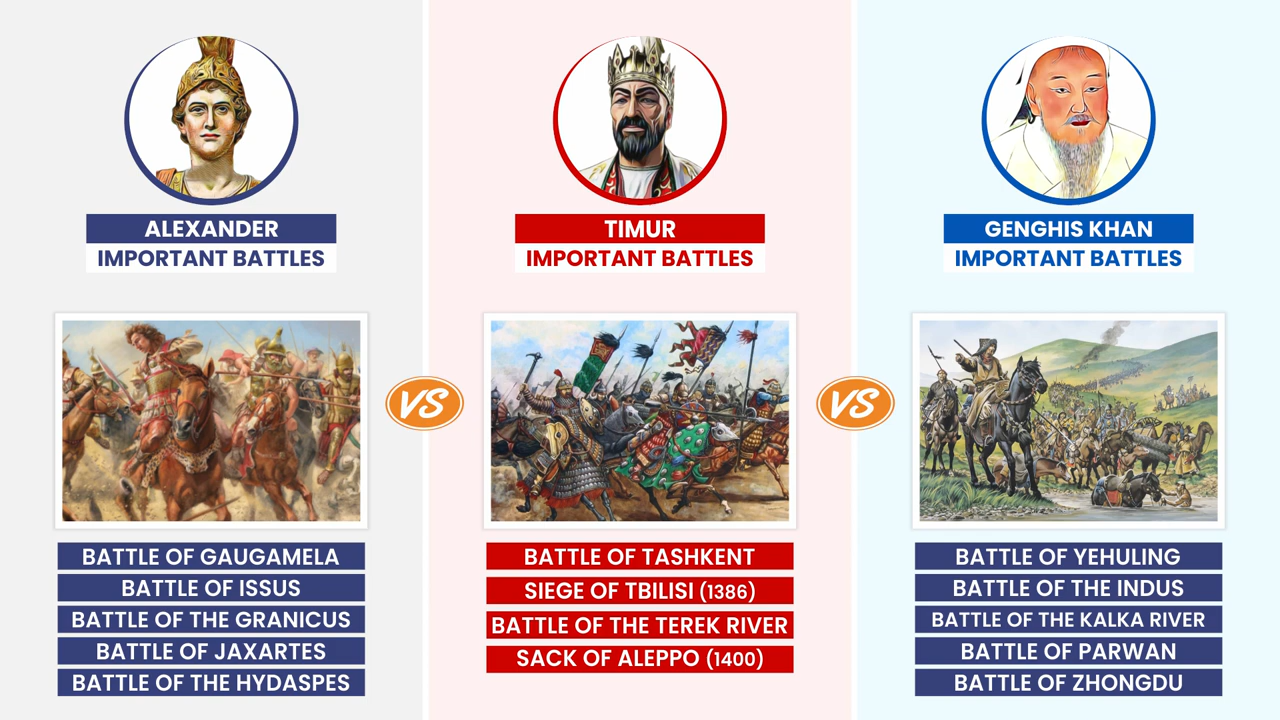 ALEXANDER
IMPORTANT BATTLES
BATTLE OF GAUGAMELA
BATTLE OF ISSUS
BATTLE OF THE GRANICUS
BATTLE OF JAXARTES
BATTLE OF THE HYDASPES
VS
TIMUR
IMPORTANT BATTLES
BATTLE OF TASHKENT
SIEGE OF TBILISI (1386)
BATTLE OF THE TEREK RIVER
SACK OF ALEPPO (1400)
VS
GENGHIS KHAN
IMPORTANT BATTLES
BATTLE OF YEHULING
BATTLE OF THE INDUS
BATTLE OF THE KALKA RIVER
BATTLE OF PARWAN
BATTLE OF ZHONGDU